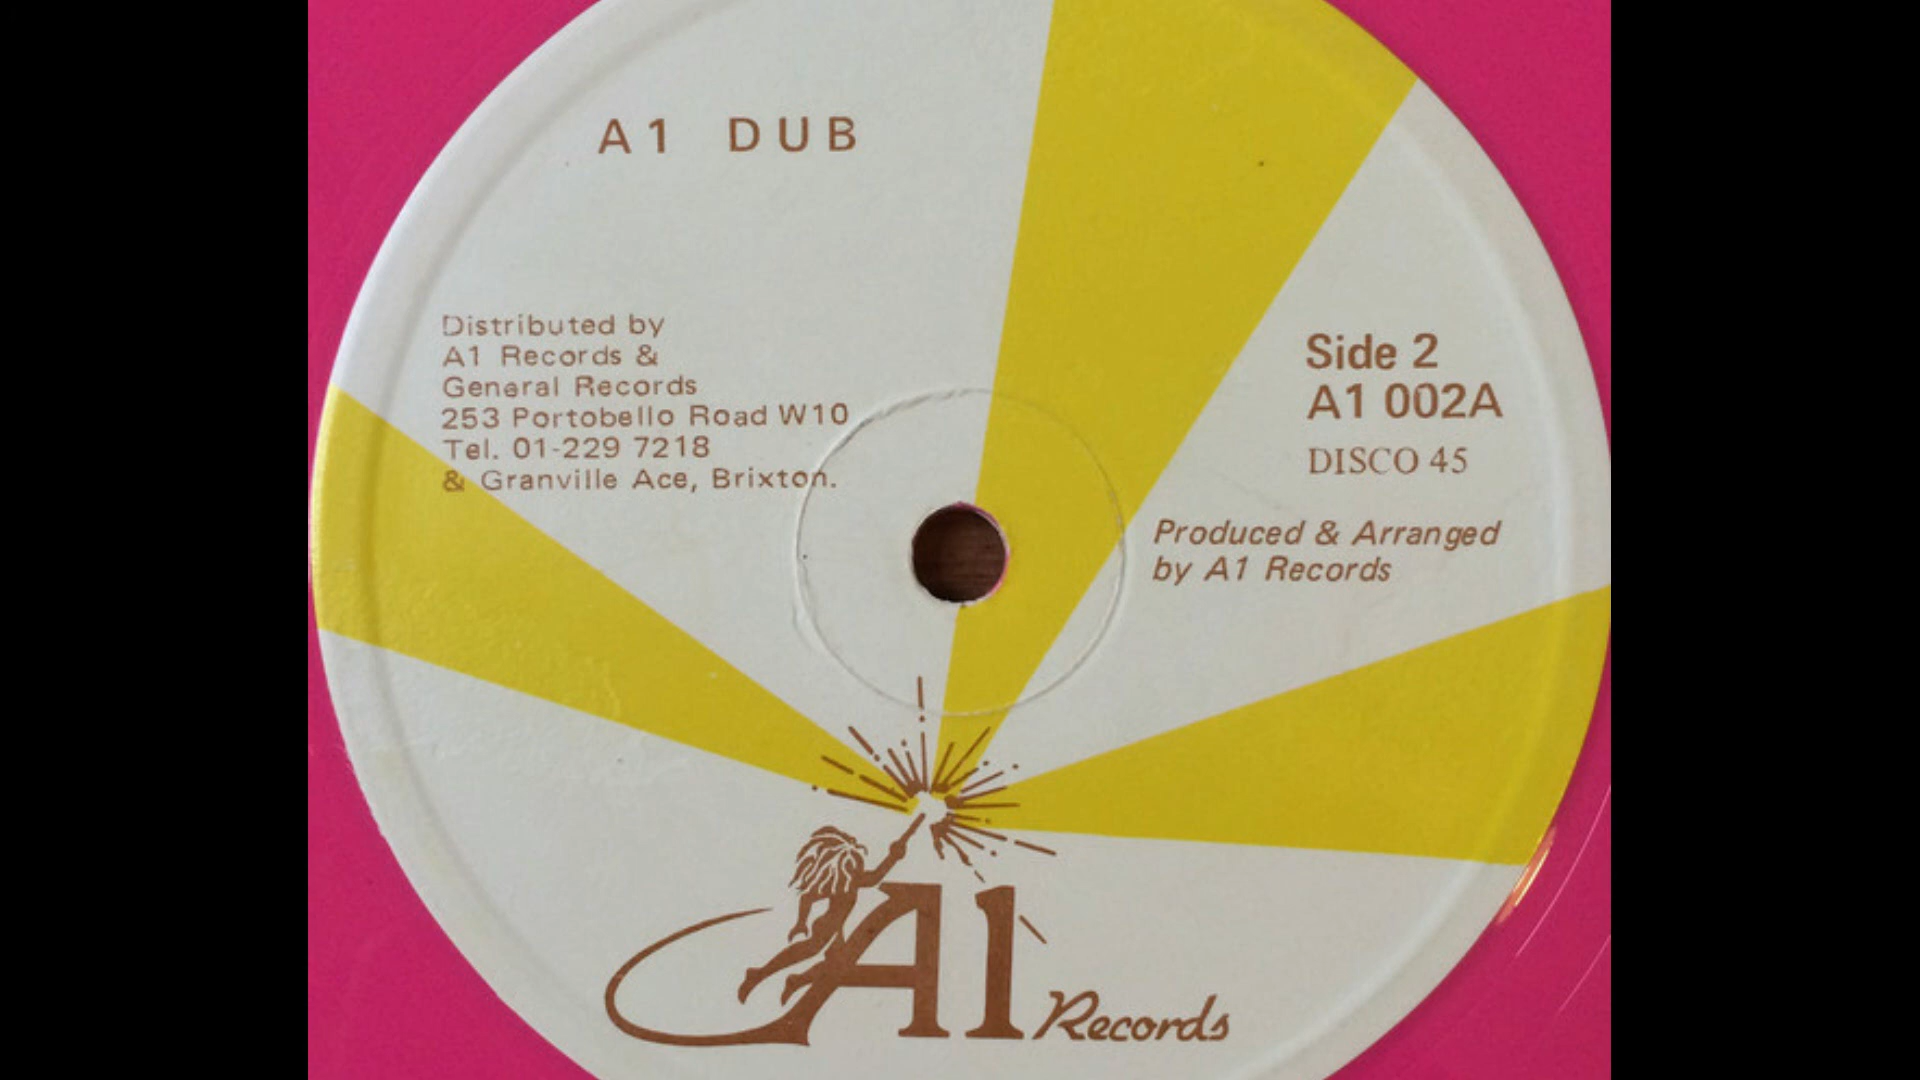 A1 DUB
Distributed by
A1 Records &
General Records
253 Portobello Road W10
Tel. 01-229 7218
& Granville Ace, Brixton.
Side 2
A1 002A
DISCO 45
Produced & Arranged
by A1 Records
A1 Records